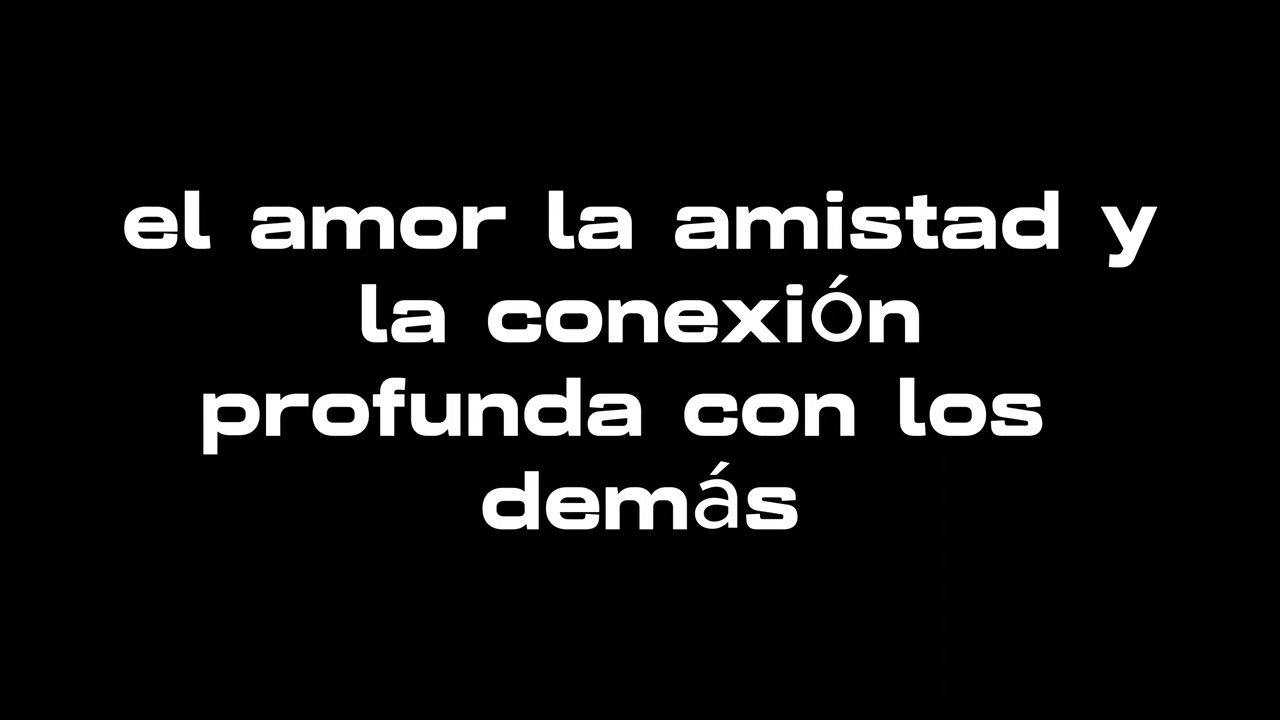 el amor la amistad y
la conexión
profunda con los
demás